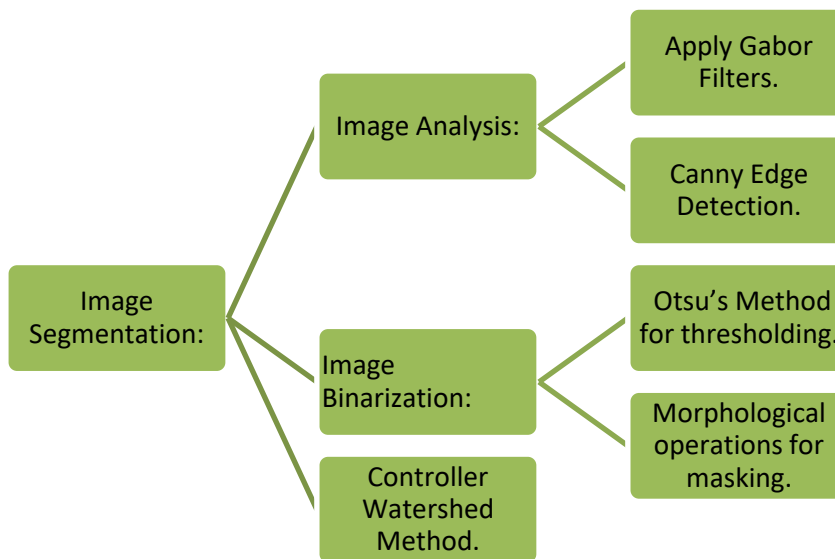 Image
Segmentation:
Image Analysis:
Apply Gabor
Filters.
Canny Edge
Detection.
Image
Binarization:
Otsu’s Method
for thresholding.
Morphological
operations for
masking.
Controller
Watershed
Method.